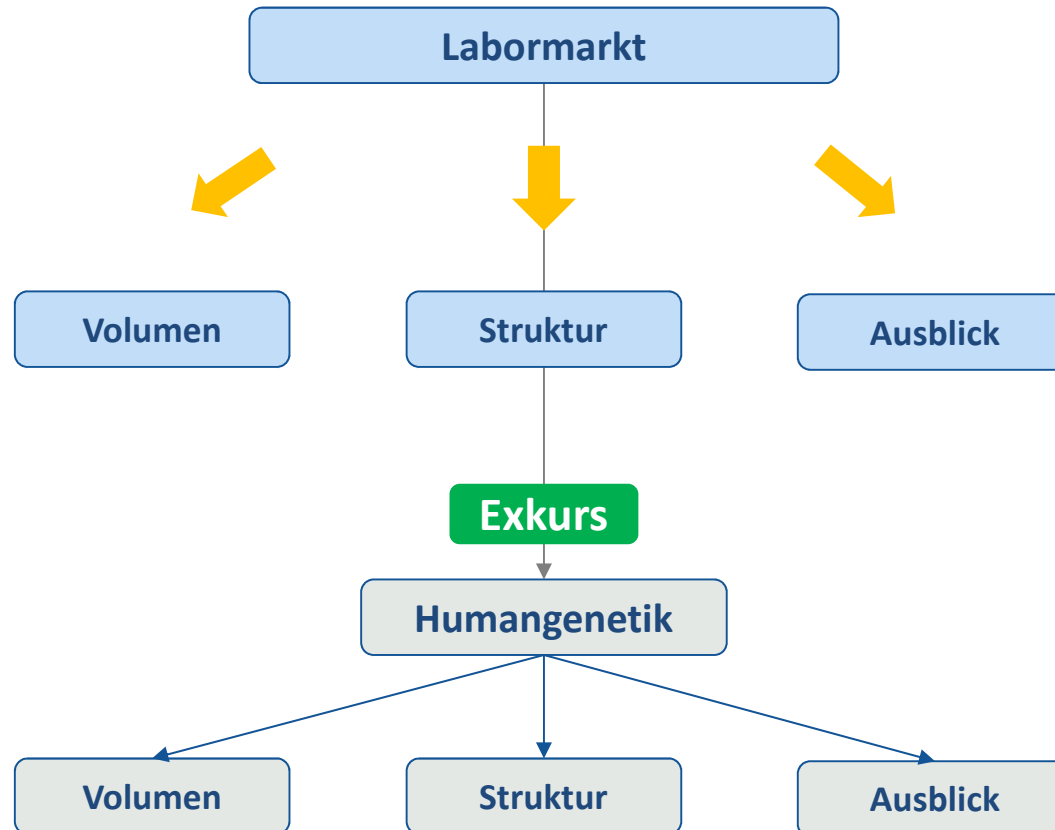 Labormarkt
Volumen
Struktur
Ausblick
Exkurs
Humangenetik
Volumen
Struktur
Ausblick